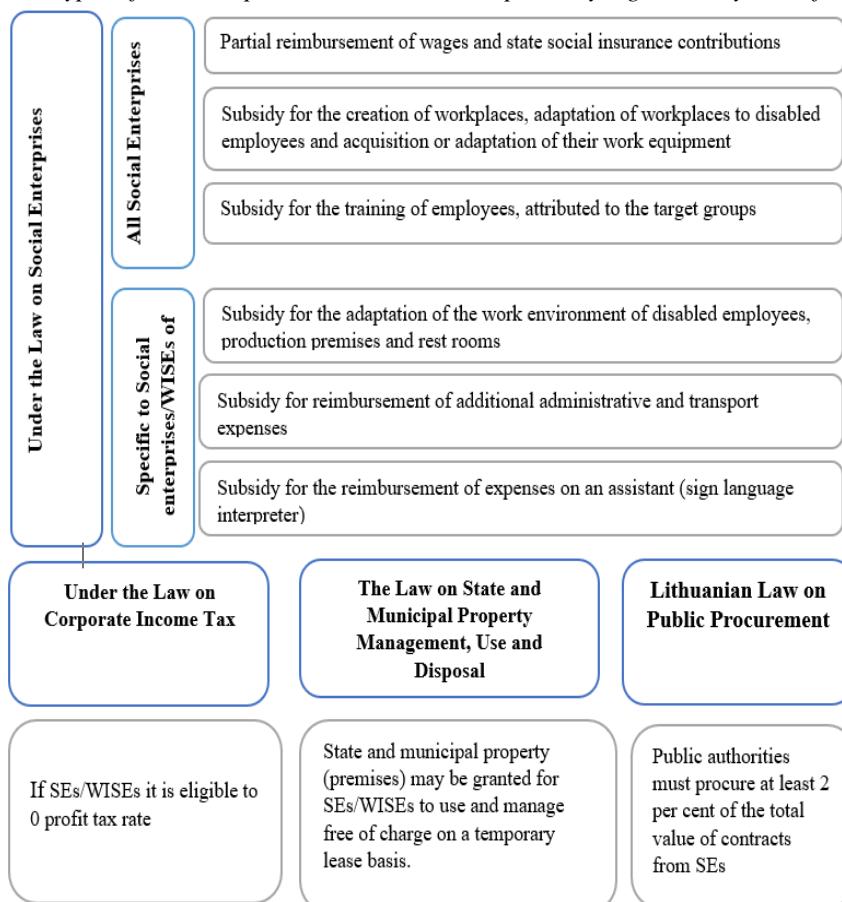 Under the Law on Social Enterprises
All Social Enterprises
Partial reimbursement of wages and state social insurance contributions
Subsidy for the creation of workplaces, adaptation of workplaces to disabled
employees and acquisition or adaptation of their work equipment
Subsidy for the training of employees, attributed to the target groups
Specific to Social
enterprises/WISEs of
Subsidy for the adaptation of the work environment of disabled employees,
production premises and rest rooms
Subsidy for reimbursement of additional administrative and transport
expenses
Subsidy for the reimbursement of expenses on an assistant (sign language
interpreter)
Under the Law on
Corporate Income Tax
The Law on State and
Municipal Property
Management, Use and
Disposal
Lithuanian Law on
Public Procurement
If SEs/WISEs it is eligible to
0 profit tax rate
State and municipal property
(premises) may be granted for
SEs/WISEs to use and manage
free of charge on a temporary
lease basis.
Public authorities
must procure at least 2
per cent of the total
value of contracts
from SEs